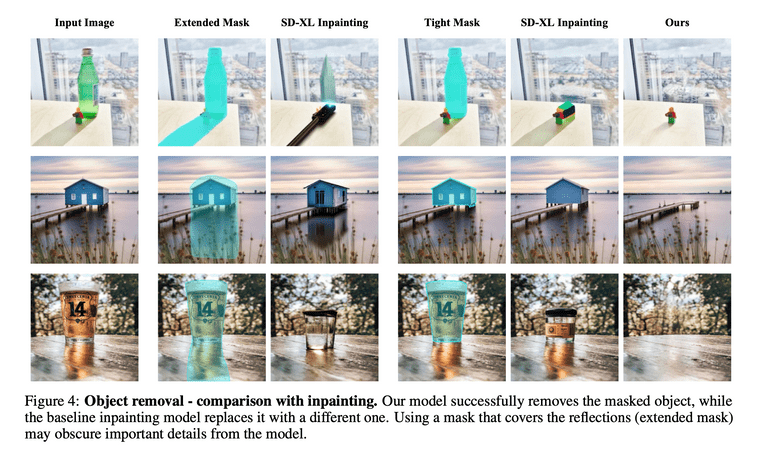 Input Image Extended Mask SD-XL Inpainting Tight Mask SD-XL Inpainting Ours
14
14
14
Figure 4: Object removal - comparison with inpainting. Our model successfully removes the masked object, while
the baseline inpainting model replaces it with a different one. Using a mask that covers the reflections (extended mask)
may obscure important details from the model.